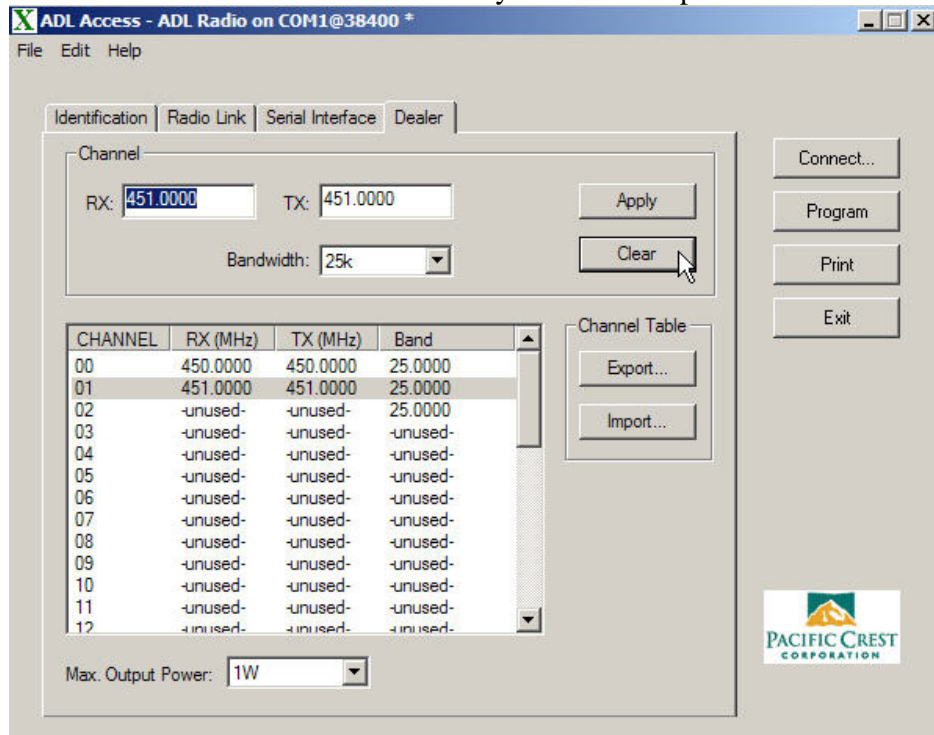 ADL Access - ADL Radio on COM1@38400 *
File Edit Help
Identification Radio Link Serial Interface Dealer
Channel
RX: 451.0000 TX: 451.0000 Apply
Bandwidth: 25k Clear
Connect...
Program
Print
Exit
CHANNEL RX (MHz) TX (MHz) Band
00 450.0000 450.0000 25.0000
01 451.0000 451.0000 25.0000
02 -unused- -unused- 25.0000
03 -unused- -unused- -unused-
04 -unused- -unused- -unused-
05 -unused- -unused- -unused-
06 -unused- -unused- -unused-
07 -unused- -unused- -unused-
08 -unused- -unused- -unused-
09 -unused- -unused- -unused-
10 -unused- -unused- -unused-
11 -unused- -unused- -unused-
12 -unused- -unused- -unused-
Channel Table
Export...
Import...
Max. Output Power: 1W
PACIFIC CREST
CORPORATION